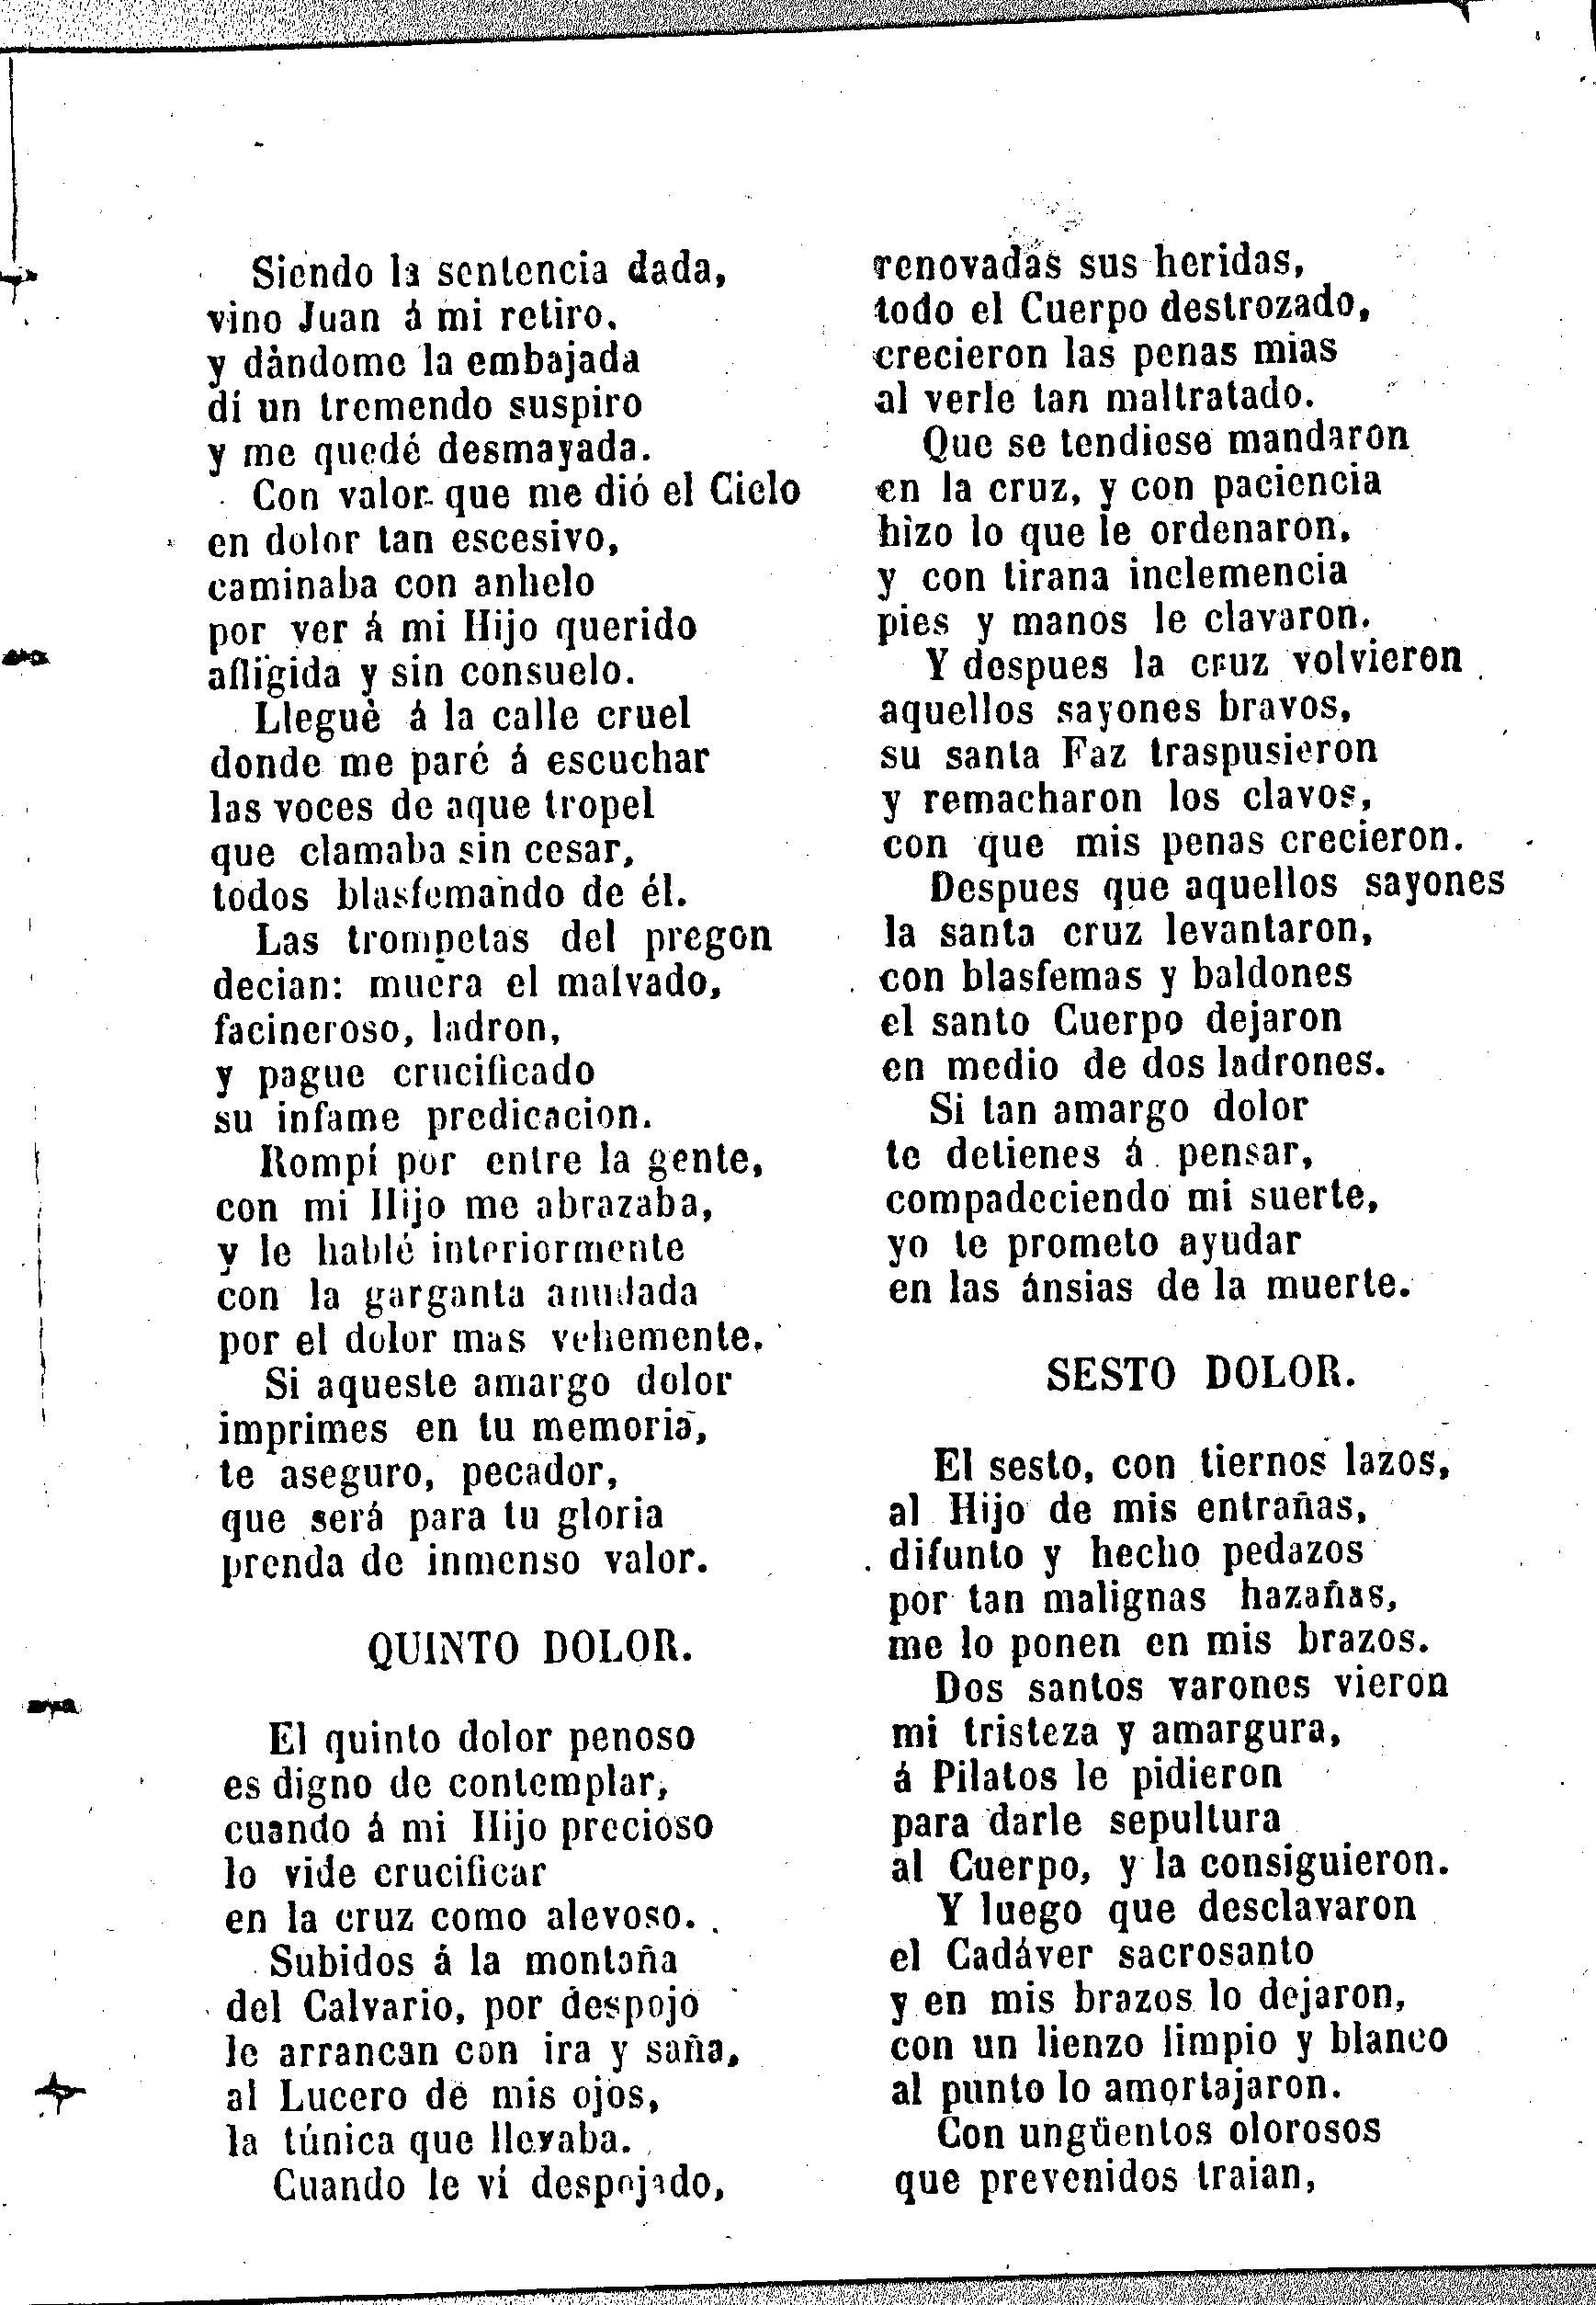 Siendo la sentencia dada,
vino Juan á mi retiro.
y dàndome la embajada
dí un tremendo suspiro
y me quedé desmayada.
Con valor que me dió el Cielo
en dolor tan escesivo,
caminaba con anhelo
por ver á mi Hijo querido
afligida y sin consuelo.
Lleguè á la calle cruel
donde me paré á escuchar
las voces de aque tropel
que clamaba sin cesar,
todos blasfemando de él.
Las trompetas del pregon
decian: muera el malvado,
facineroso, ladron,
y pague crucificado
su infame predicacion.
Rompí por entre la gente,
con mi Hijo me abrazaba,
y le hablé interiormente
con la garganta anudada
por el dolor mas vehemente.
Si aqueste amargo dolor
imprimes en tu memoria,
te aseguro, pecador,
que será para tu gloria
prenda de inmenso valor.
QUINTO DOLOR.
El quinto dolor penoso
es digno de contemplar,
cuando á mi Hijo precioso
lo vide crucificar
en la cruz como alevoso.
Subidos á la montaña
del Calvario, por despojo
le arrancan con ira y saña,
al Lucero de mis ojos,
la túnica que llevaba.
Cuando le ví despojado,
renovadas sus heridas,
todo el Cuerpo destrozado,
crecieron las penas mias
al verle tan maltratado.
Que se tendiese mandaron
en la cruz, y con paciencia
hizo lo que le ordenaron,
y con tirana inclemencia
pies y manos le clavaron.
Y despues la cruz volvieron
aquellos sayones bravos,
su santa Faz traspusieron
y remacharon los clavos,
con que mis penas crecieron.
Despues que aquellos sayones
la santa cruz levantaron,
con blasfemas y baldones
el santo Cuerpo dejaron
en medio de dos ladrones.
Si tan amargo dolor
te detienes á pensar,
compadeciendo mi suerte,
yo te prometo ayudar
en las ánsias de la muerte.
SESTO DOLOR.
El sesto, con tiernos lazos,
al Hijo de mis entrañas,
difunto y hecho pedazos
por tan malignas hazañas,
me lo ponen en mis brazos.
Dos santos varones vieron
mi tristeza y amargura,
á Pilatos le pidieron
para darle sepultura
al Cuerpo, y la consiguieron.
Y luego que desclavaron
el Cadáver sacrosanto
y en mis brazos lo dejaron,
con un lienzo limpio y blanco
al punto lo amortajaron.
Con ungüentos olorosos
que prevenidos traian,